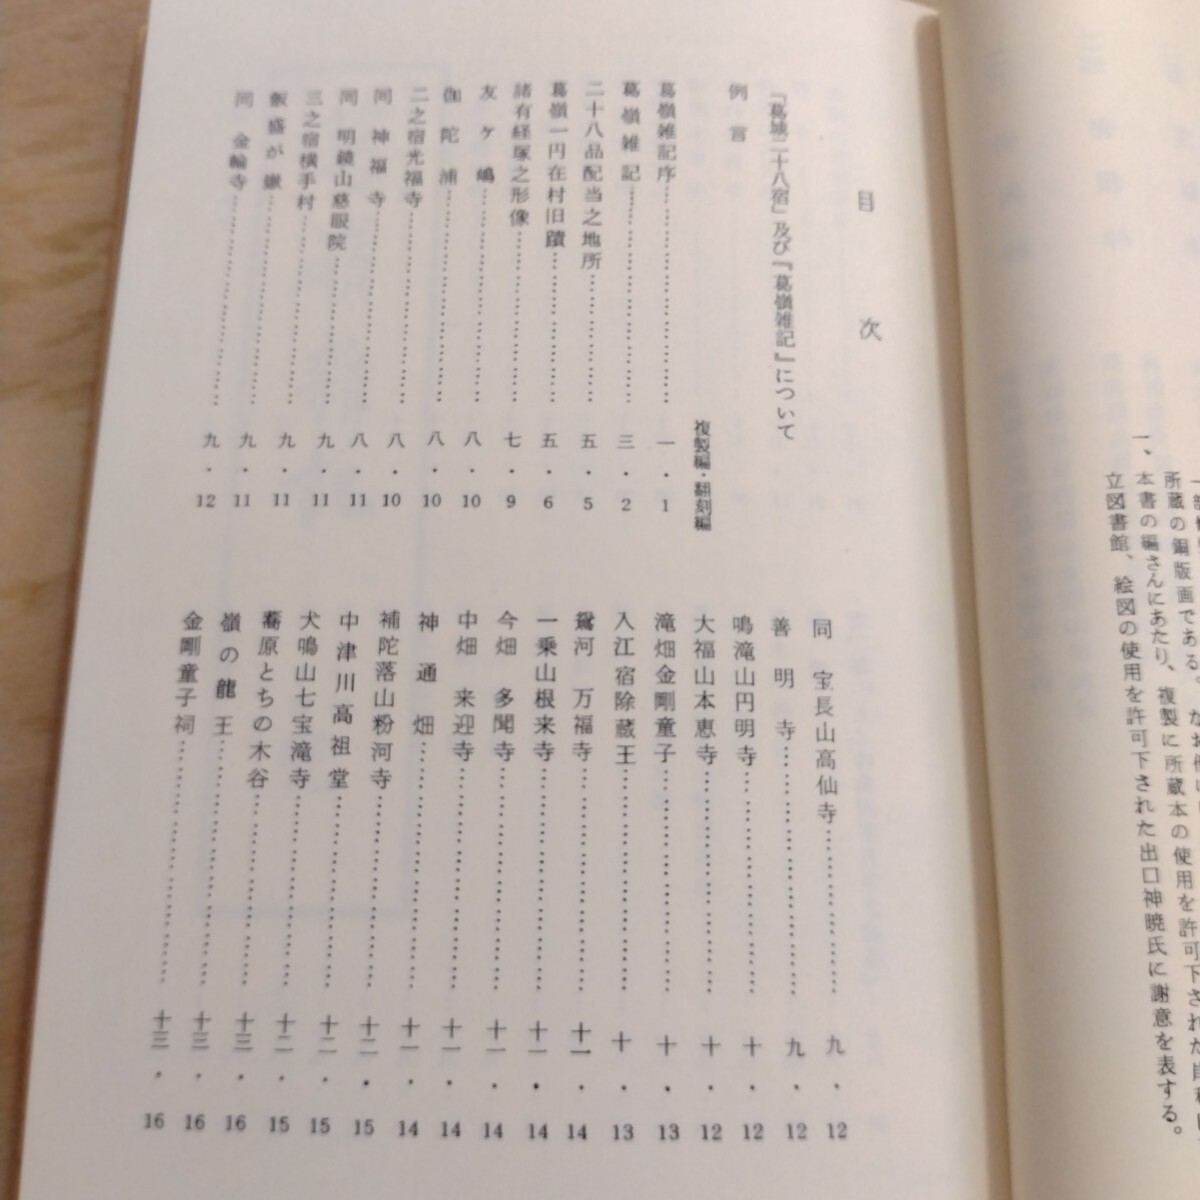 所蔵の銅版画である。なお
一、本書の編さんにあたり、複製に所蔵本の使用を許可下された
立図書館、絵図の使用を許可下された出口神暁氏に謝意を表する。
目次
「葛城二十八宿」及び『葛嶺雑記』について
例言
複製編・翻刻編
葛嶺雑記序……………一・1
葛嶺雑記……………三・2
二十八品配当之地所……………五・5
葛嶺一円在村旧蹟……………五・6
諸有経塚之形像……………七・9
友ケ嶋……………八・10
伽陀浦……………八・10
二之宿光福寺……………八・10
同 神福寺……………八・11
同 明鏡山慈眼院……………九・11
三之宿横手村……………九・11
飯盛が嶽……………九・11
同 金輪寺……………九・12
同 宝長山高仙寺……………九・12
善明寺……………九・12
鳴滝山円明寺……………十・12
大福山本恵寺……………十・12
滝畑金剛童子……………十・13
入江宿除蔵王……………十・13
鴛河 万福寺……………十一・14
一乗山根来寺……………十一・14
今畑 多聞寺……………十一・14
中畑 来迎寺……………十一・14
神通畑……………十一・14
補陀落山粉河寺……………十二・15
中津川高祖堂……………十二・15
犬鳴山七宝滝寺……………十二・15
蕎原とちの木谷……………十三・16
嶺の龍王……………十三・16
金剛童子祠……………十三・16